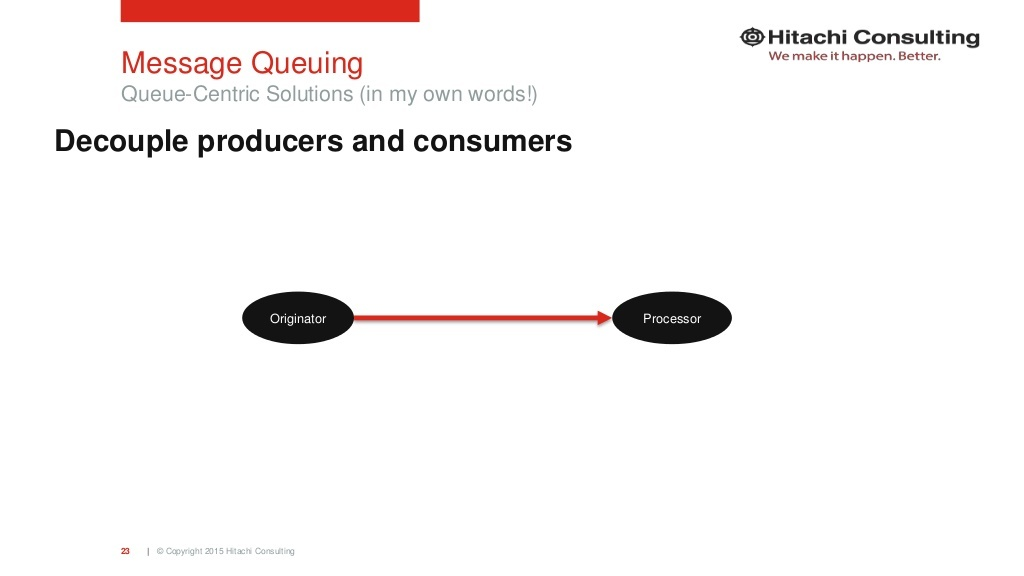 Hitachi Consulting
We make it happen. Better.
Message Queuing
Queue-Centric Solutions (in my own words!)
Decouple producers and consumers
Originator
Processor
23 | © Copyright 2015 Hitachi Consulting